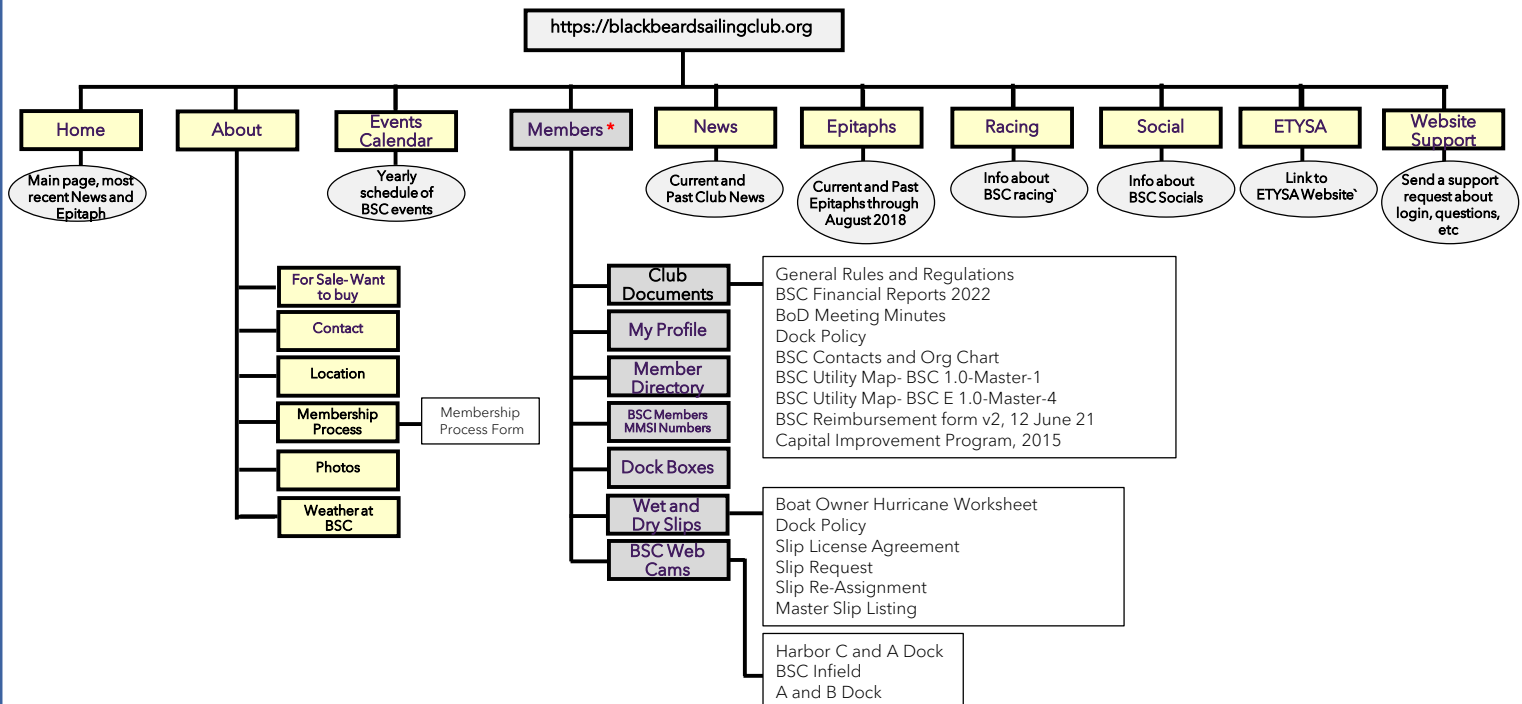 https://blackbeardsailingclub.org
Home
About
Events
Calendar
Members *
News
Epitaphs
Racing
Social
ETYSA
Website
Support
Main page, most
recent News and
Epitaph
Yearly
schedule of
BSC events
Current and
Past Club News
Current and Past
Epitaphs through
August 2018
Info about
BSC racing`
Info about
BSC Socials
Link to
ETYSA Website`
Send a support
request about
login, questions,
etc
For Sale- Want
to buy
Contact
Location
Membership
Process
Membership
Process Form
Photos
Weather at
BSC
Club
Documents
General Rules and Regulations
BSC Financial Reports 2022
BoD Meeting Minutes
Dock Policy
BSC Contacts and Org Chart
BSC Utility Map- BSC 1.0-Master-1
BSC Utility Map- BSC E 1.0-Master-4
BSC Reimbursement form v2, 12 June 21
Capital Improvement Program, 2015
My Profile
Member
Directory
BSC Members
MMSI Numbers
Dock Boxes
Wet and
Dry Slips
Boat Owner Hurricane Worksheet
Dock Policy
Slip License Agreement
Slip Request
Slip Re-Assignment
Master Slip Listing
BSC Web
Cams
Harbor C and A Dock
BSC Infield
A and B Dock